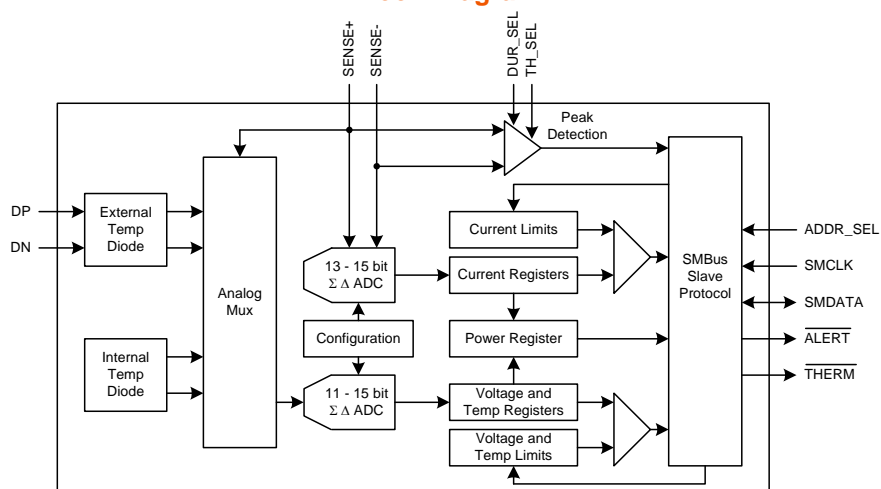 SENSE+
SENSE-
DUR_SEL
TH_SEL
Peak
Detection
DP
DN
External
Temp
Diode
Internal
Temp
Diode
Analog
Mux
13 - 15 bit
Σ Δ ADC
Configuration
11 - 15 bit
Σ Δ ADC
Current Limits
Current Registers
Power Register
Voltage and
Temp Registers
Voltage and
Temp Limits
SMBus
Slave
Protocol
ADDR_SEL
SMCLK
SMDATA
ALERT
THERM